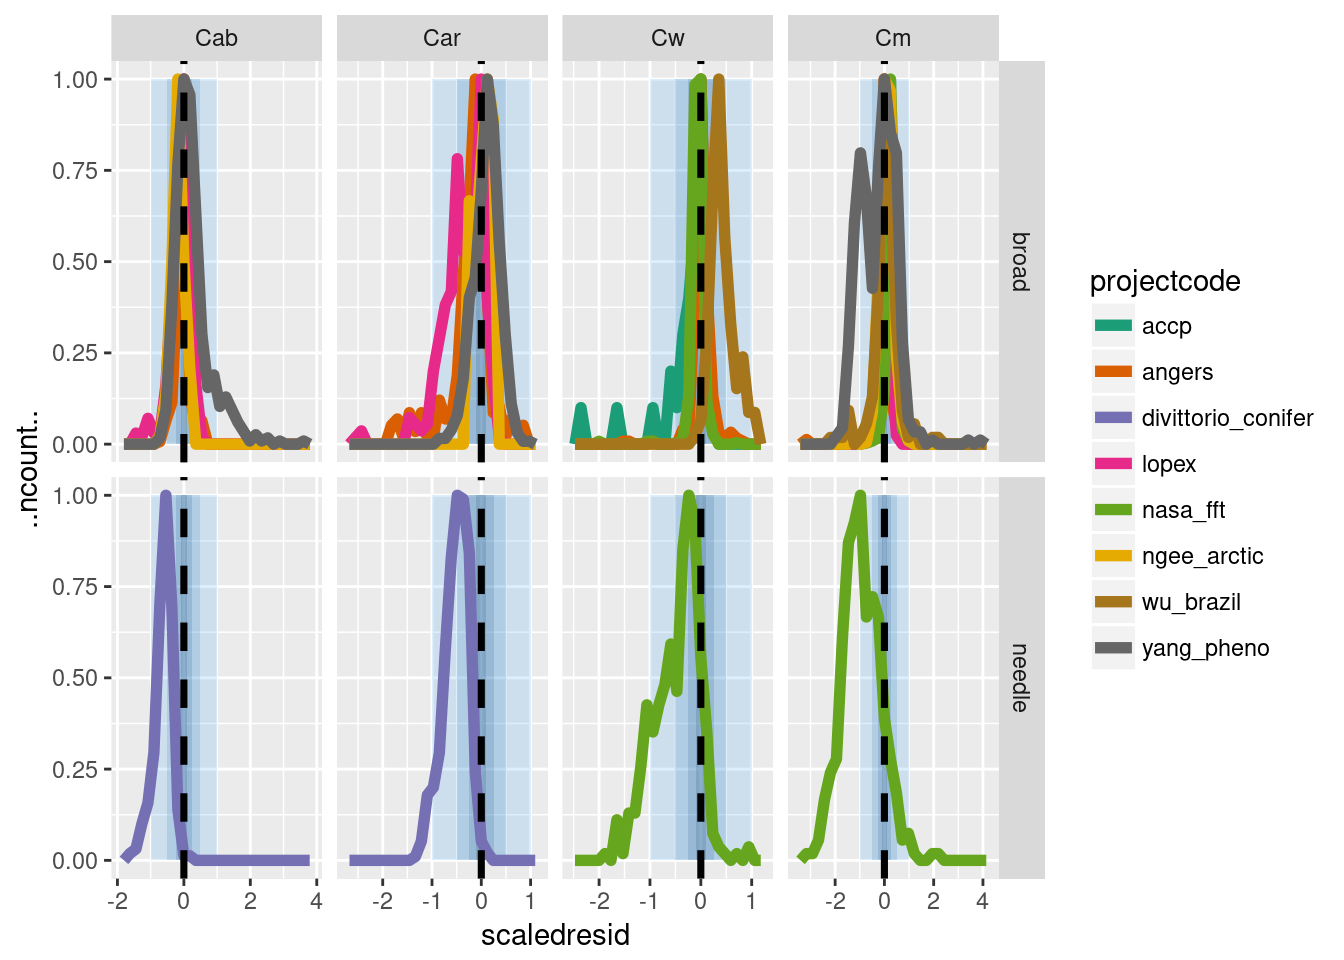 Cab Car Cw Cm
1.00
0.75
0.50
0.25
0.00
broad
1.00
0.75
0.50
0.25
0.00
needle
-2 0 2 4 -2 -1 0 1 -2 -1 0 1 -2 0 2 4
scaledresid
..ncount..
projectcode
accp
angers
divittorio_conifer
lopex
nasa_fft
ngee_arctic
wu_brazil
yang_pheno